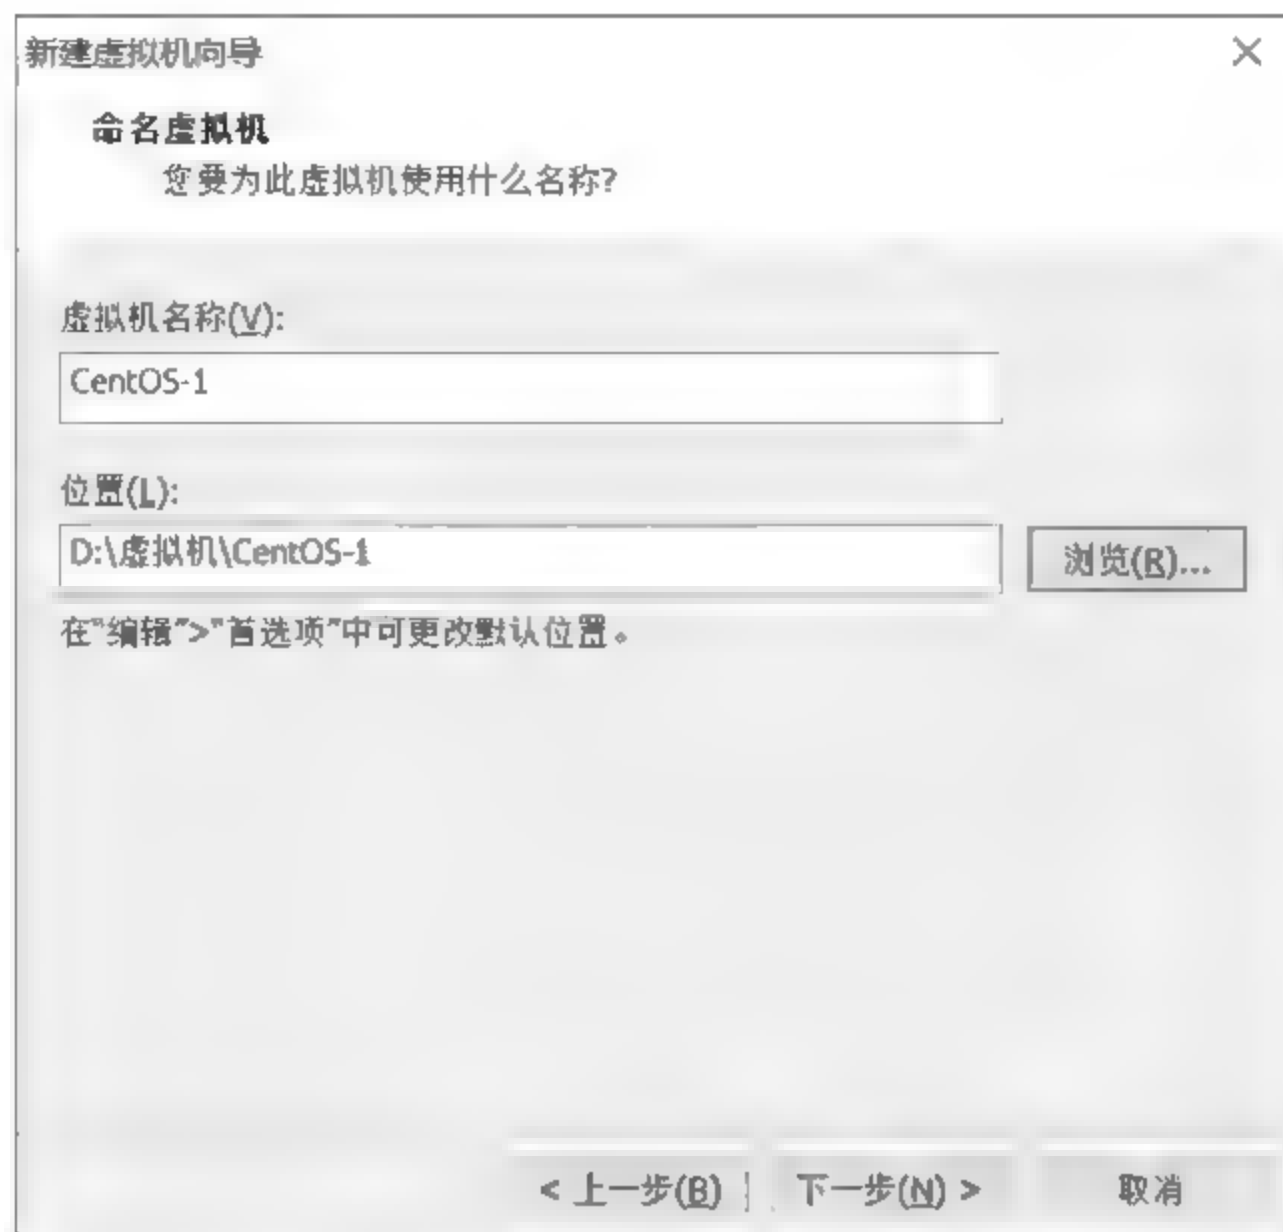 新建虚拟机向导
命名虚拟机
您要为此虚拟机使用什么名称?
虚拟机名称(V):
CentOS-1
位置(L):
D:\虚拟机\CentOS-1
浏览(R)...
在"编辑">"首选项"中可更改默认位置。
< 上一步(B) 下一步(N) > 取消